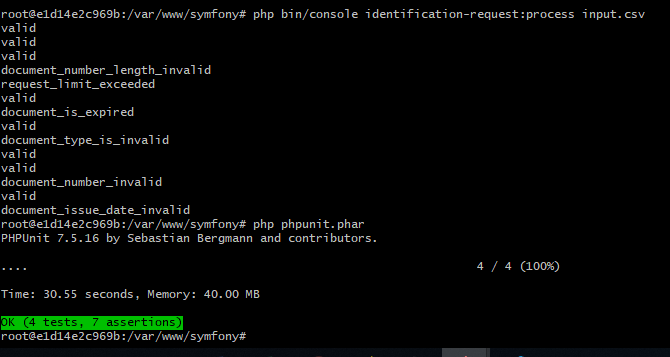 root@e1d14e2c969b:/var/www/symfony# php bin/console identification-request:process input.csv
valid
valid
valid
document_number_length_invalid
request_limit_exceeded
valid
document_is_expired
valid
document_type_is_invalid
valid
valid
document_number_invalid
valid
document_issue_date_invalid
root@e1d14e2c969b:/var/www/symfony# php phpunit.phar
PHPUnit 7.5.16 by Sebastian Bergmann and contributors.
.... 4 / 4 (100%)
Time: 30.55 seconds, Memory: 40.00 MB
OK (4 tests, 7 assertions)
root@e1d14e2c969b:/var/www/symfony#